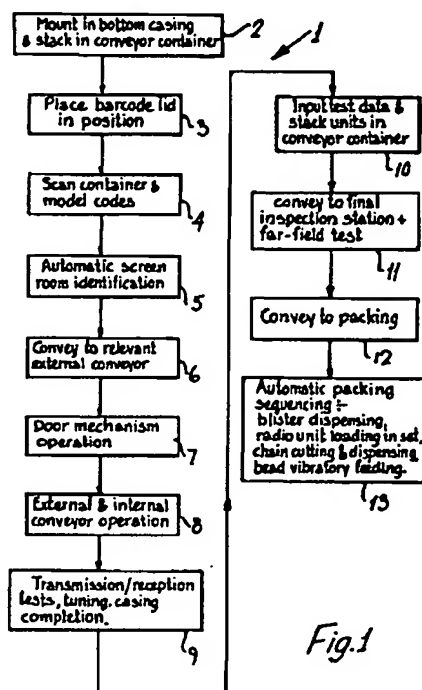 Mount in bottom casing
& stack in conveyor container
2
1
Place barcode lid
in position
3
Scan container &
model codes
4
Automatic screen
room identification
5
Convey to relevant
external conveyor
6
Door mechanism
operation
7
External & internal
conveyor operation
8
Transmission/reception
tests, tuning, casing
completion.
9
Input test data &
stack units in
conveyor container
10
convey to final
inspection station +
far-field test
11
Convey to packing
12
Automatic packing
sequencing :-
blister dispensing,
radio unit loading in set,
chain cutting & dispensing
bead vibratory feeding.
13
Fig.1